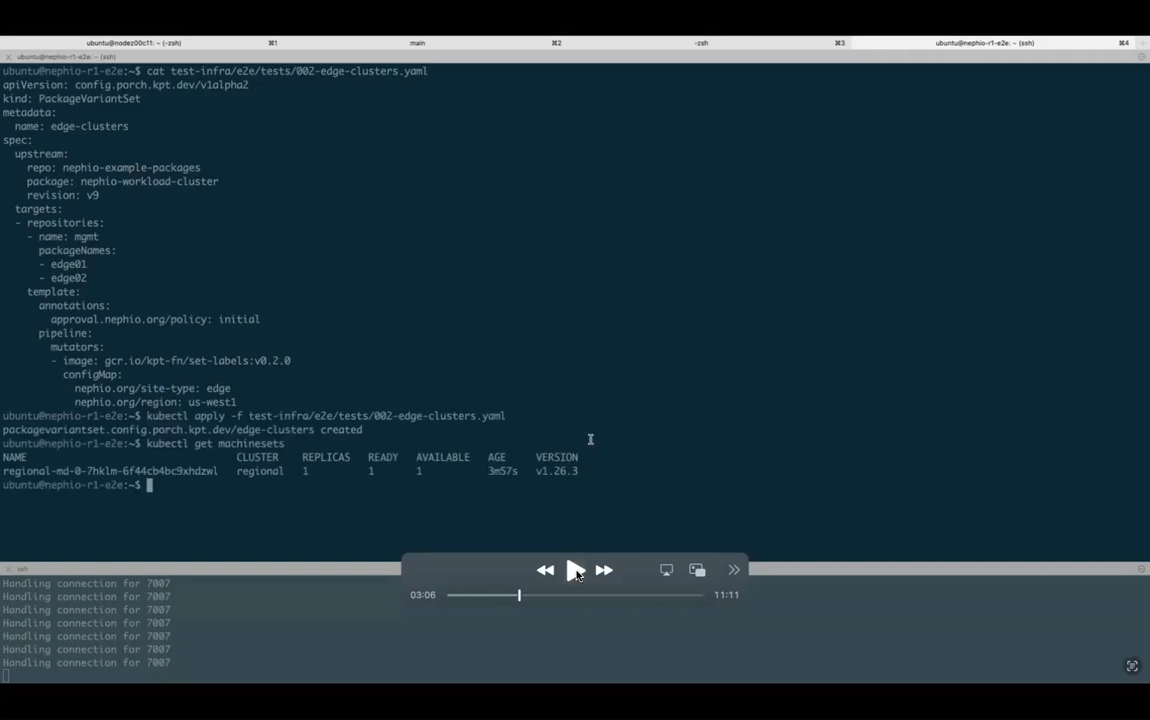 ubuntu@nodez00c11: ~ (-zsh) ⌘1 main ⌘2 -zsh ⌘3 ubuntu@nephio-r1-e2e: ~ (ssh) ⌘4
ubuntu@nephio-r1-e2e: ~ (ssh)
ubuntu@nephio-r1-e2e:~$ cat test-infra/e2e/tests/002-edge-clusters.yaml
apiVersion: config.porch.kpt.dev/v1alpha2
kind: PackageVariantSet
metadata:
  name: edge-clusters
spec:
  upstream:
    repo: nephio-example-packages
    package: nephio-workload-cluster
    revision: v9
  targets:
  - repositories:
    - name: mgmt
      packageNames:
      - edge01
      - edge02
    template:
      annotations:
        approval.nephio.org/policy: initial
      pipeline:
        mutators:
        - image: gcr.io/kpt-fn/set-labels:v0.2.0
          configMap:
            nephio.org/site-type: edge
            nephio.org/region: us-west1
ubuntu@nephio-r1-e2e:~$ kubectl apply -f test-infra/e2e/tests/002-edge-clusters.yaml
packagevariantset.config.porch.kpt.dev/edge-clusters created
ubuntu@nephio-r1-e2e:~$ kubectl get machinesets
NAME CLUSTER REPLICAS READY AVAILABLE AGE VERSION
regional-md-0-7hklm-6f44cb4bc9xhdzwl regional 1 1 1 3m57s v1.26.3
ubuntu@nephio-r1-e2e:~$
ssh
Handling connection for 7007
Handling connection for 7007
Handling connection for 7007
Handling connection for 7007
Handling connection for 7007
Handling connection for 7007
Handling connection for 7007
03:06 11:11